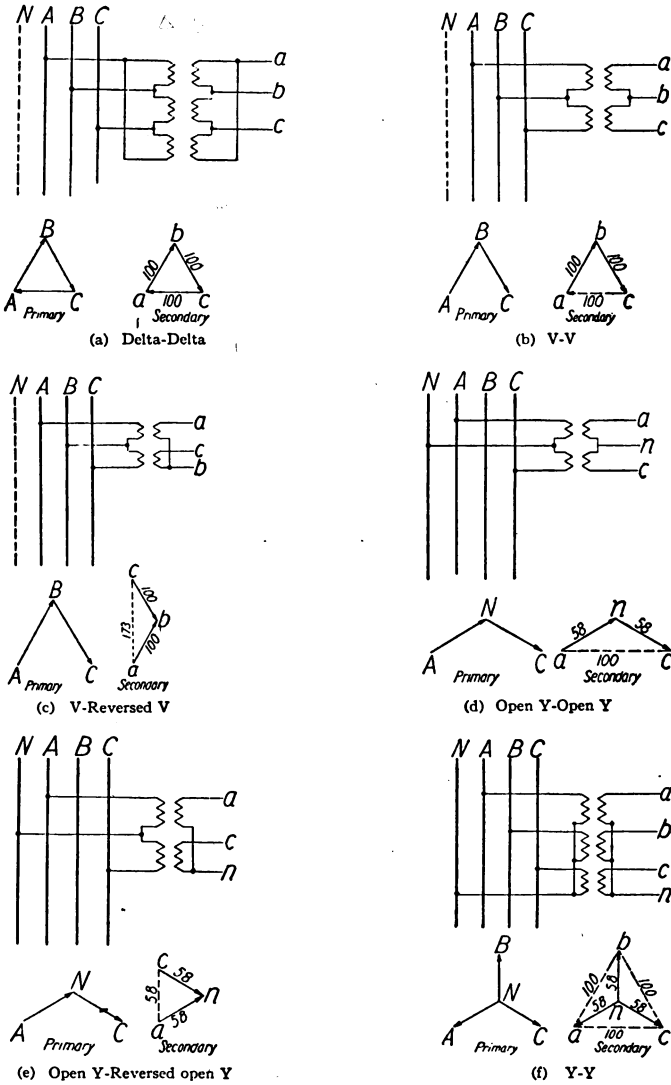 N A B C
a
b
c
B
A
C
Primary
b
100
100
a
100
c
Secondary
(a) Delta-Delta
N A B C
a
b
c
B
A
C
Primary
b
100
100
a
100
c
Secondary
(b) V-V
N A B C
a
c
b
B
A
C
Primary
c
100
173
b
100
a
Secondary
(c) V-Reversed V
N A B C
a
n
c
N
A
C
Primary
n
58
58
a
100
c
Secondary
(d) Open Y-Open Y
N A B C
a
c
n
N
A
C
Primary
c
58
58
n
58
a
Secondary
(e) Open Y-Reversed open Y
N A B C
a
b
c
n
B
N
A
C
Primary
b
100
58
100
58
n
58
a
100
c
Secondary
(f) Y-Y